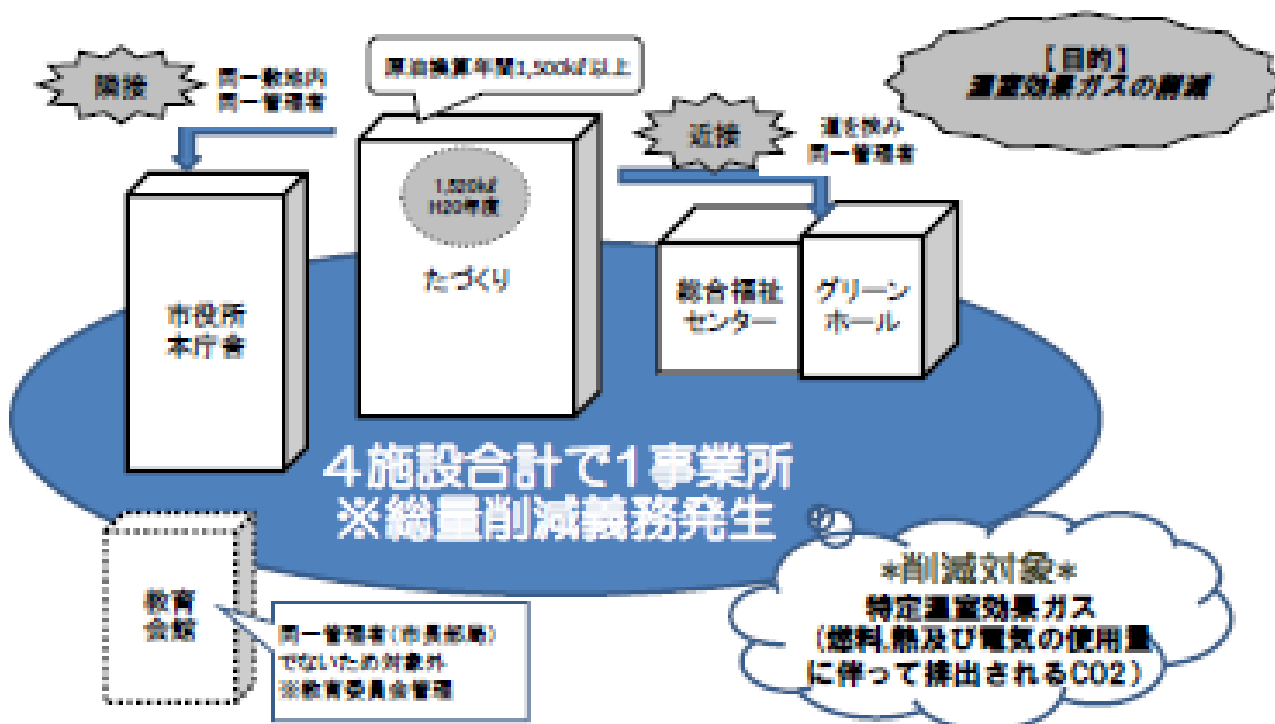 隣接
同一敷地内
同一管理者
原油換算年間1,500kℓ以上
近接
道を挟み
同一管理者
【目的】
温室効果ガスの削減
1,520kℓ
H20年度
たづくり
市役所
本庁舎
総合福祉
センター
グリーン
ホール
4施設合計で1事業所
※総量削減義務発生
教育
会館
同一管理者(市長部局)
でないため対象外
※教育委員会管理
*削減対象*
特定温室効果ガス
(燃料,熱及び電気の使用量
に伴って排出されるCO2)